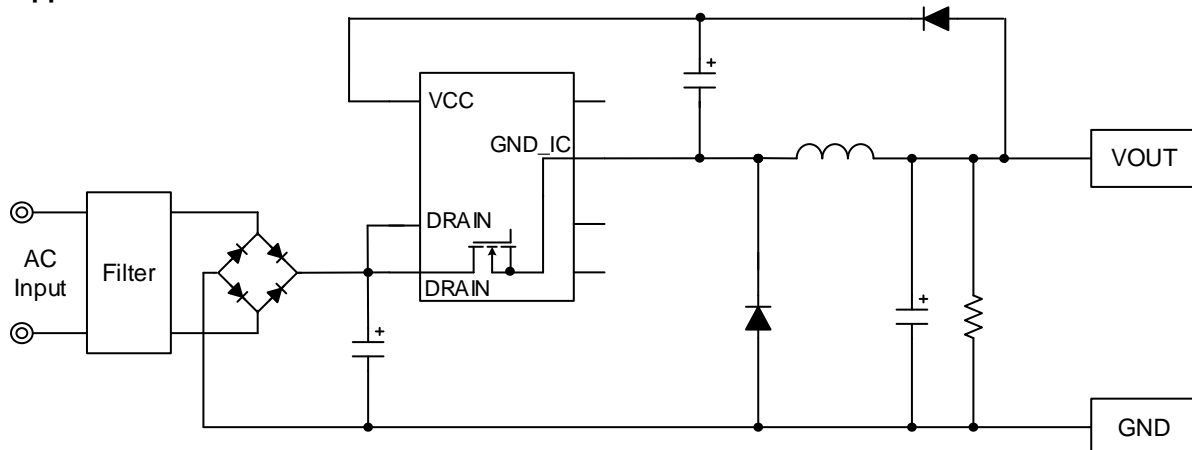 VCC
GND_IC
VOUT
DRAIN
AC
Input
Filter
DRAIN
GND